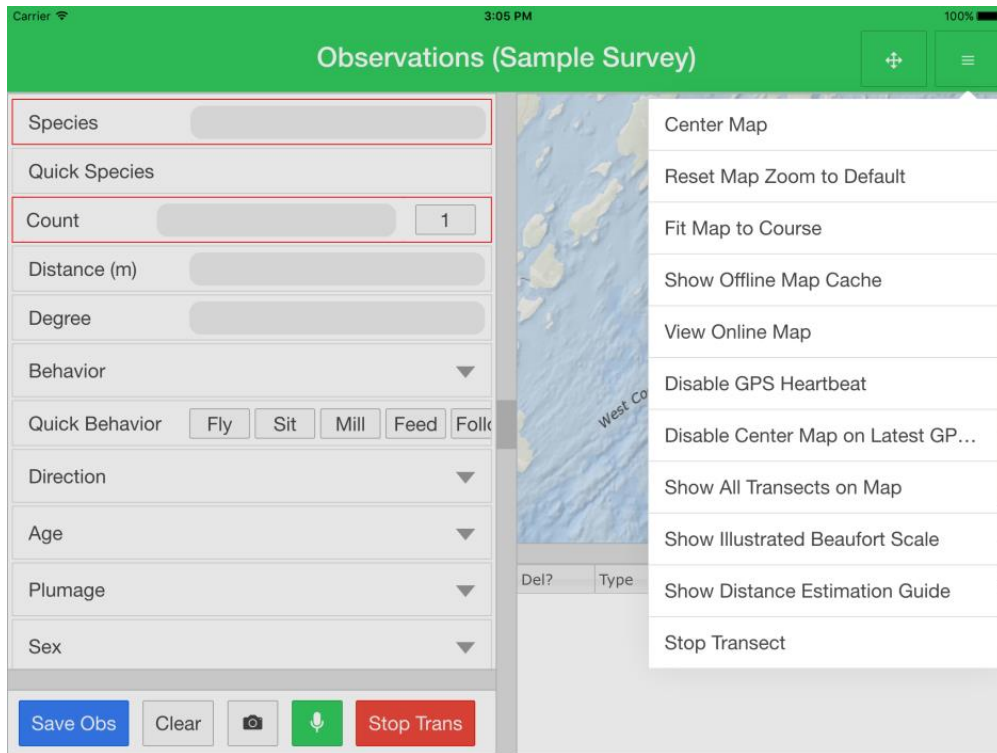 Carrier
3:05 PM
100%
Observations (Sample Survey)
Species
Quick Species
Count
1
Distance (m)
Degree
Behavior
Quick Behavior Fly Sit Mill Feed Follo
Direction
Age
Plumage
Sex
Save Obs Clear Stop Trans
West Co
Del? Type
Center Map
Reset Map Zoom to Default
Fit Map to Course
Show Offline Map Cache
View Online Map
Disable GPS Heartbeat
Disable Center Map on Latest GP…
Show All Transects on Map
Show Illustrated Beaufort Scale
Show Distance Estimation Guide
Stop Transect